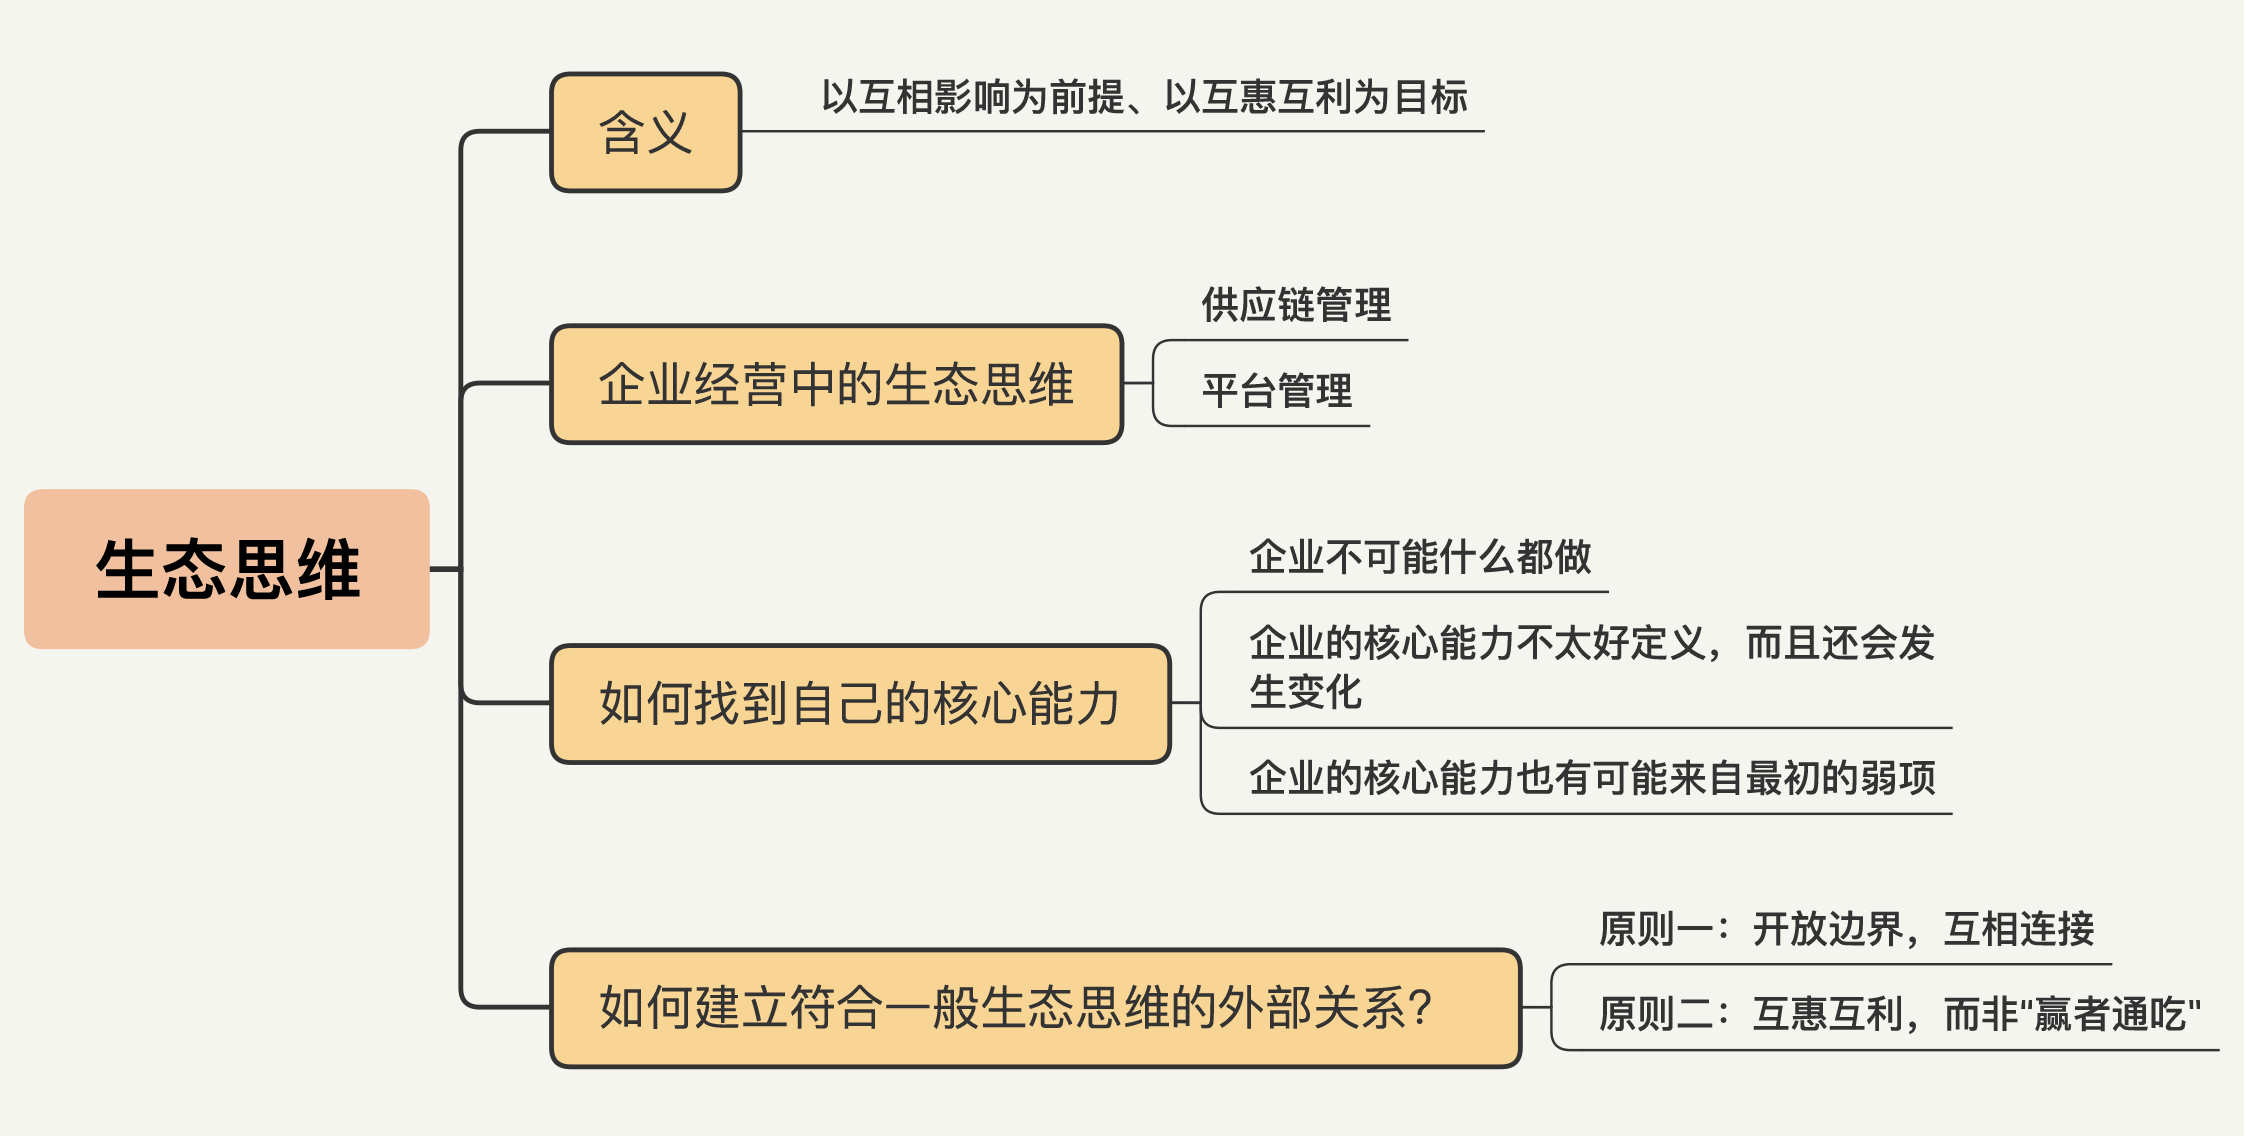 生态思维
含义
以互相影响为前提、以互惠互利为目标
企业经营中的生态思维
供应链管理
平台管理
如何找到自己的核心能力
企业不可能什么都做
企业的核心能力不太好定义，而且还会发
生变化
企业的核心能力也有可能来自最初的弱项
如何建立符合一般生态思维的外部关系？
原则一：开放边界，互相连接
原则二：互惠互利，而非“赢者通吃"